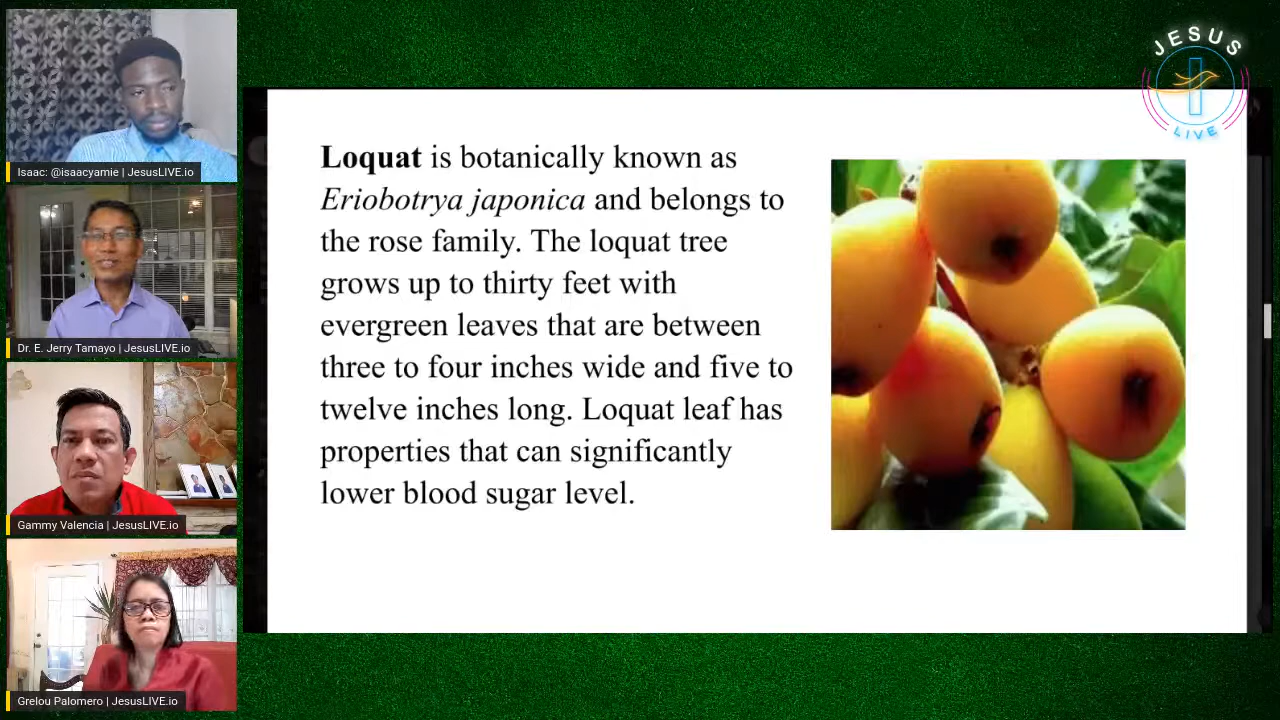 JESUS
LIVE
Isaac: @isaacyamie | JesusLIVE.io
Dr. E. Jerry Tamayo | JesusLIVE.io
Gammy Valencia | JesusLIVE.io
Grelou Palomero | JesusLIVE.io
Loquat is botanically known as
Eriobotrya japonica and belongs to
the rose family. The loquat tree
grows up to thirty feet with
evergreen leaves that are between
three to four inches wide and five to
twelve inches long. Loquat leaf has
properties that can significantly
lower blood sugar level.